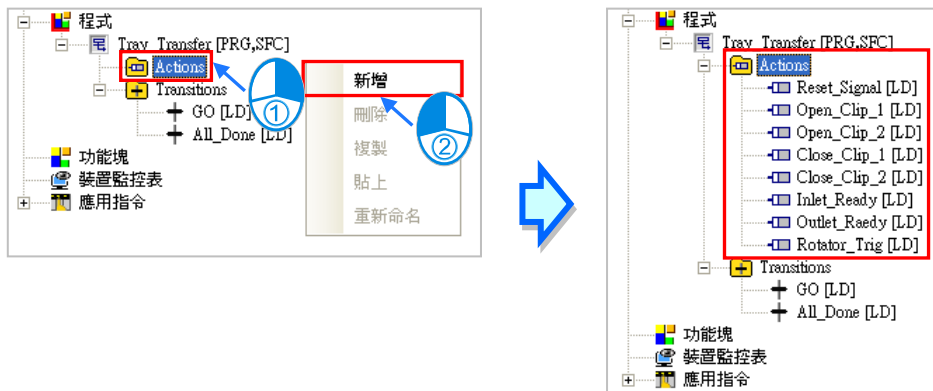 程式
Tray_Transfer [PRG,SFC]
Actions
Transitions
GO [LD]
All_Done [LD]
功能塊
裝置監控表
應用指令
①
新增
刪除
複製
貼上
重新命名
②
程式
Tray_Transfer [PRG,SFC]
Actions
Reset_Signal [LD]
Open_Clip_1 [LD]
Open_Clip_2 [LD]
Close_Clip_1 [LD]
Close_Clip_2 [LD]
Inlet_Ready [LD]
Outlet_Raedy [LD]
Rotator_Trig [LD]
Transitions
GO [LD]
All_Done [LD]
功能塊
裝置監控表
應用指令